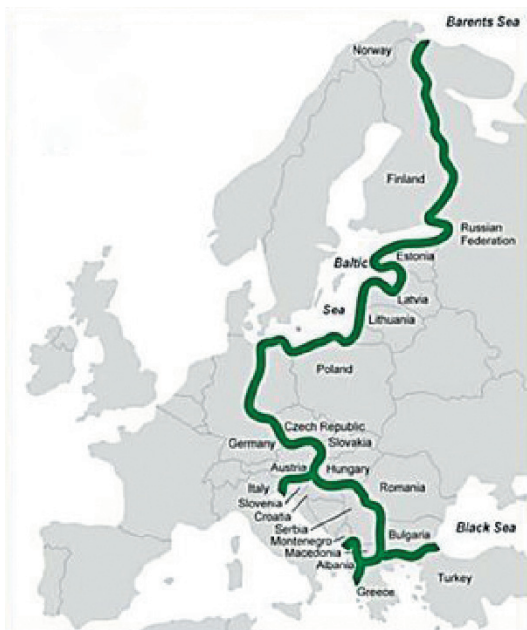 Barents Sea
Norway
Finland
Russian
Federation
Estonia
Baltic
Latvia
Sea
Lithuania
Poland
Czech Republic
Germany
Slovakia
Austria
Hungary
Italy
Romania
Slovenia
Croatia
Serbia
Black Sea
Bulgaria
Montenegro
Macedonia
Albania
Turkey
Greece